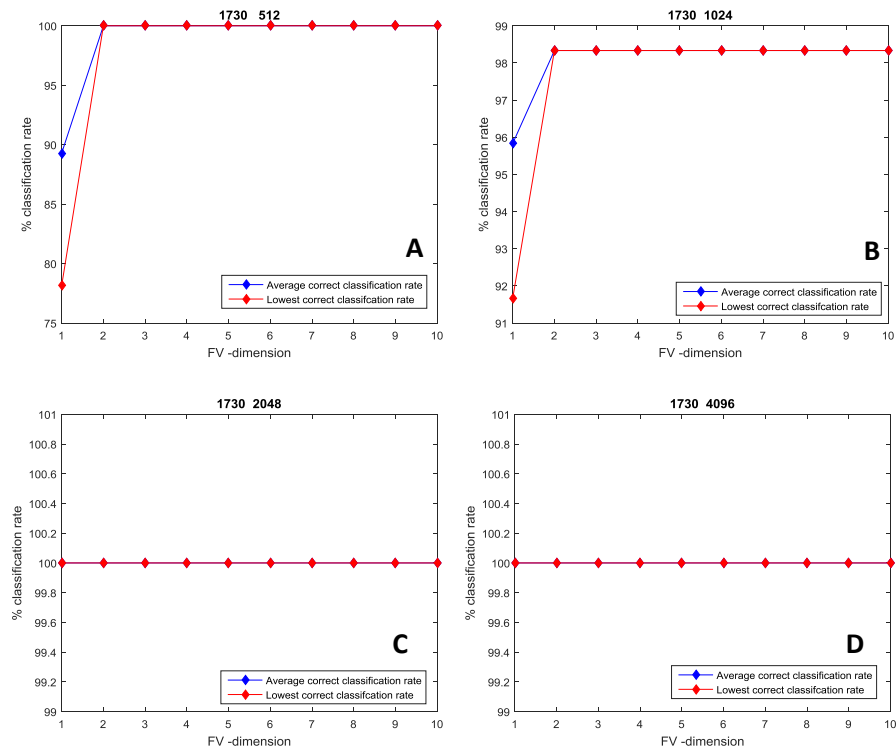 1730 512
100
95
90
85
80
75
% classification rate
A
Average correct classification rate
Lowest correct classifcation rate
1 2 3 4 5 6 7 8 9 10
FV -dimension
1730 1024
99
98
97
96
95
94
93
92
91
% classification rate
B
Average correct classification rate
Lowest correct classifcation rate
1 2 3 4 5 6 7 8 9 10
FV -dimension
1730 2048
101
100.8
100.6
100.4
100.2
100
99.8
99.6
99.4
99.2
99
% classification rate
C
Average correct classification rate
Lowest correct classifcation rate
1 2 3 4 5 6 7 8 9 10
FV -dimension
1730 4096
101
100.8
100.6
100.4
100.2
100
99.8
99.6
99.4
99.2
99
% classification rate
D
Average correct classification rate
Lowest correct classifcation rate
1 2 3 4 5 6 7 8 9 10
FV -dimension